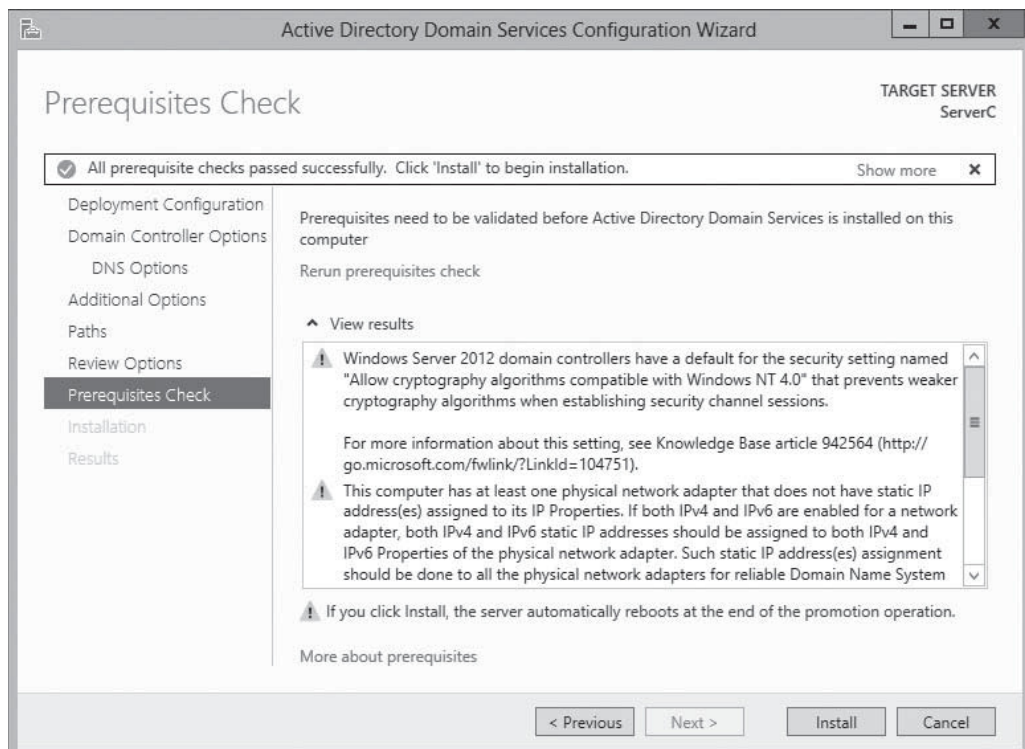 Active Directory Domain Services Configuration Wizard
Prerequisites Check
TARGET SERVER
ServerC
All prerequisite checks passed successfully. Click 'Install' to begin installation.
Show more
Deployment Configuration
Domain Controller Options
DNS Options
Additional Options
Paths
Review Options
Prerequisites Check
Installation
Results
Prerequisites need to be validated before Active Directory Domain Services is installed on this
computer
Rerun prerequisites check
View results
Windows Server 2012 domain controllers have a default for the security setting named
"Allow cryptography algorithms compatible with Windows NT 4.0" that prevents weaker
cryptography algorithms when establishing security channel sessions.
For more information about this setting, see Knowledge Base article 942564 (http://
go.microsoft.com/fwlink/?LinkId=104751).
This computer has at least one physical network adapter that does not have static IP
address(es) assigned to its IP Properties. If both IPv4 and IPv6 are enabled for a network
adapter, both IPv4 and IPv6 static IP addresses should be assigned to both IPv4 and
IPv6 Properties of the physical network adapter. Such static IP address(es) assignment
should be done to all the physical network adapters for reliable Domain Name System
If you click Install, the server automatically reboots at the end of the promotion operation.
More about prerequisites
< Previous
Next >
Install
Cancel